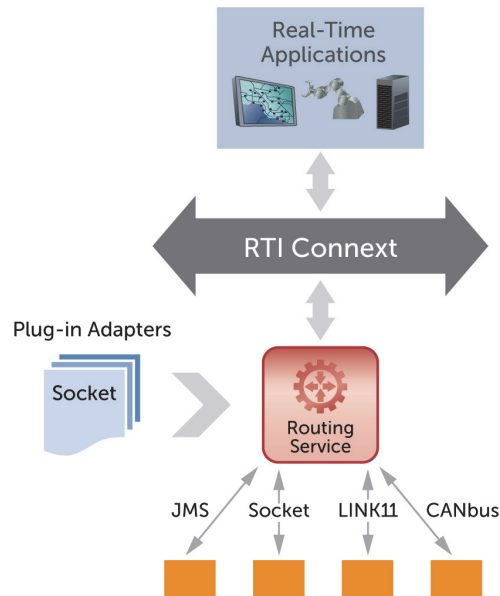 Real-Time
Applications
RTI Connext
Plug-in Adapters
Socket
Routing
Service
JMS
Socket
LINK11
CANbus